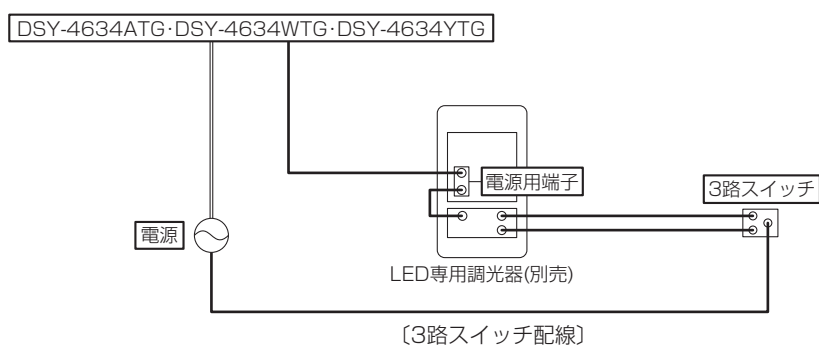 DSY-4634ATG･DSY-4634WTG･DSY-4634YTG
電源用端子
3路スイッチ
電源
LED専用調光器(別売)
〔3路スイッチ配線〕